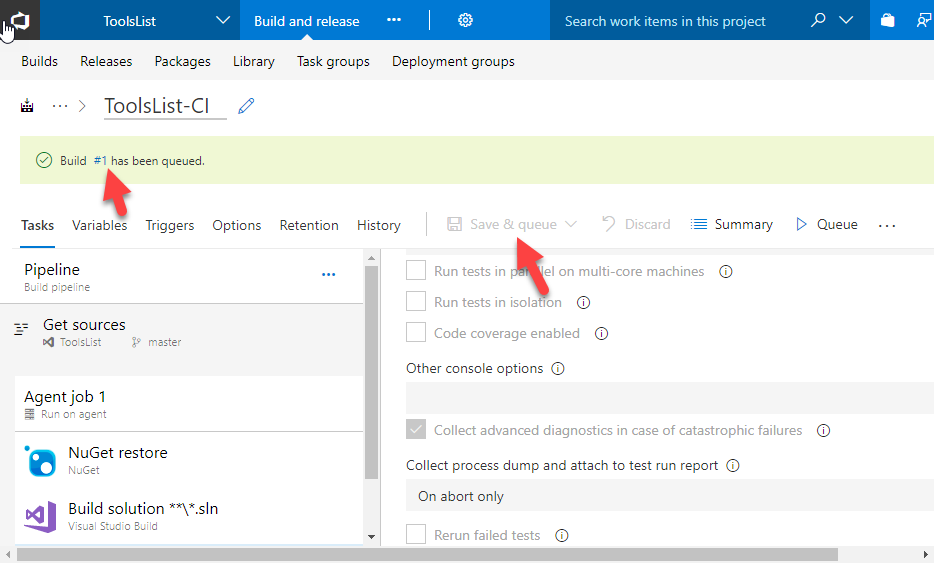 ToolsList
Build and release
···
Search work items in this project
Builds Releases Packages Library Task groups Deployment groups
··· > ToolsList-CI
Build #1 has been queued.
Tasks Variables Triggers Options Retention History Save & queue Discard Summary Queue ...
Pipeline ···
Build pipeline
Get sources
ToolsList master
Agent job 1
Run on agent
NuGet restore
NuGet
Build solution **\*.sln
Visual Studio Build
Run tests in parallel on multi-core machines
Run tests in isolation
Code coverage enabled
Other console options
Collect advanced diagnostics in case of catastrophic failures
Collect process dump and attach to test run report
On abort only
Rerun failed tests